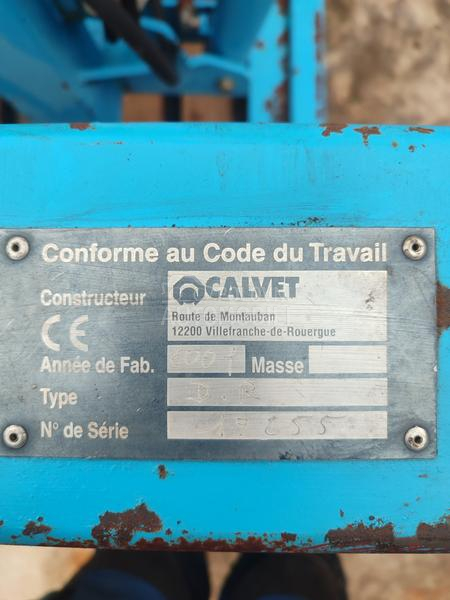 Conforme au Code du Travail
Constructeur
CALVET
Route de Montauban
12200 Villefranche-de-Rouergue
CE
Année de Fab.
Masse
Type D.R
N° de Série